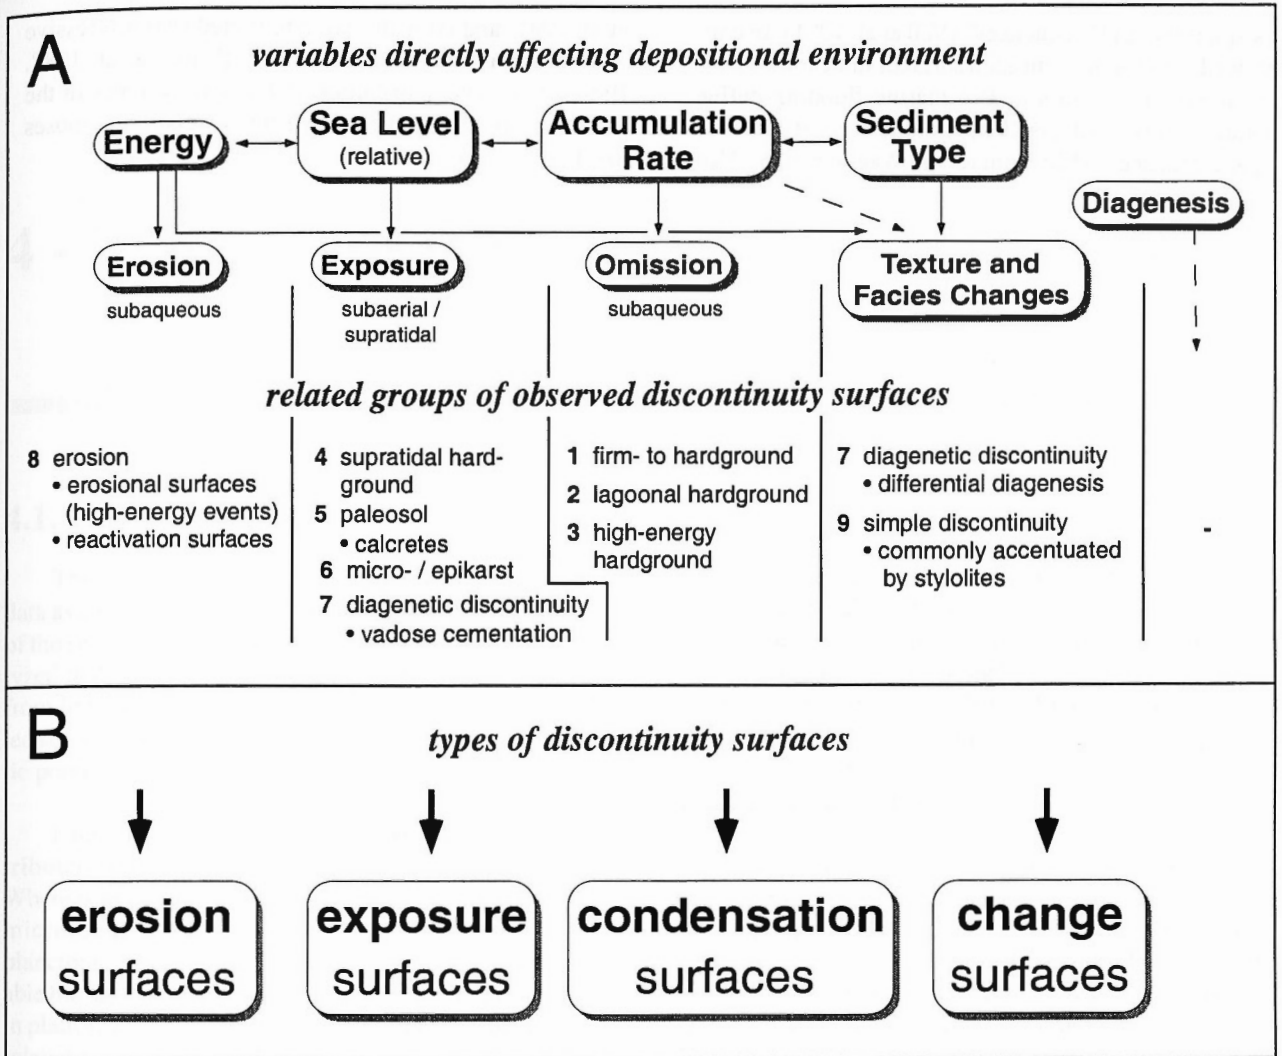 A
variables directly affecting depositional environment
Energy
Sea Level
(relative)
Accumulation
Rate
Sediment
Type
Diagenesis
Erosion
subaqueous
Exposure
subaerial /
supratidal
Omission
subaqueous
Texture and
Facies Changes
related groups of observed discontinuity surfaces
8 erosion
• erosional surfaces
(high-energy events)
• reactivation surfaces
4 supratidal hard-
ground
5 paleosol
• calcretes
6 micro- / epikarst
7 diagenetic discontinuity
• vadose cementation
1 firm- to hardground
2 lagoonal hardground
3 high-energy
hardground
7 diagenetic discontinuity
• differential diagenesis
9 simple discontinuity
• commonly accentuated
by stylolites
-
B
types of discontinuity surfaces
erosion
surfaces
exposure
surfaces
condensation
surfaces
change
surfaces